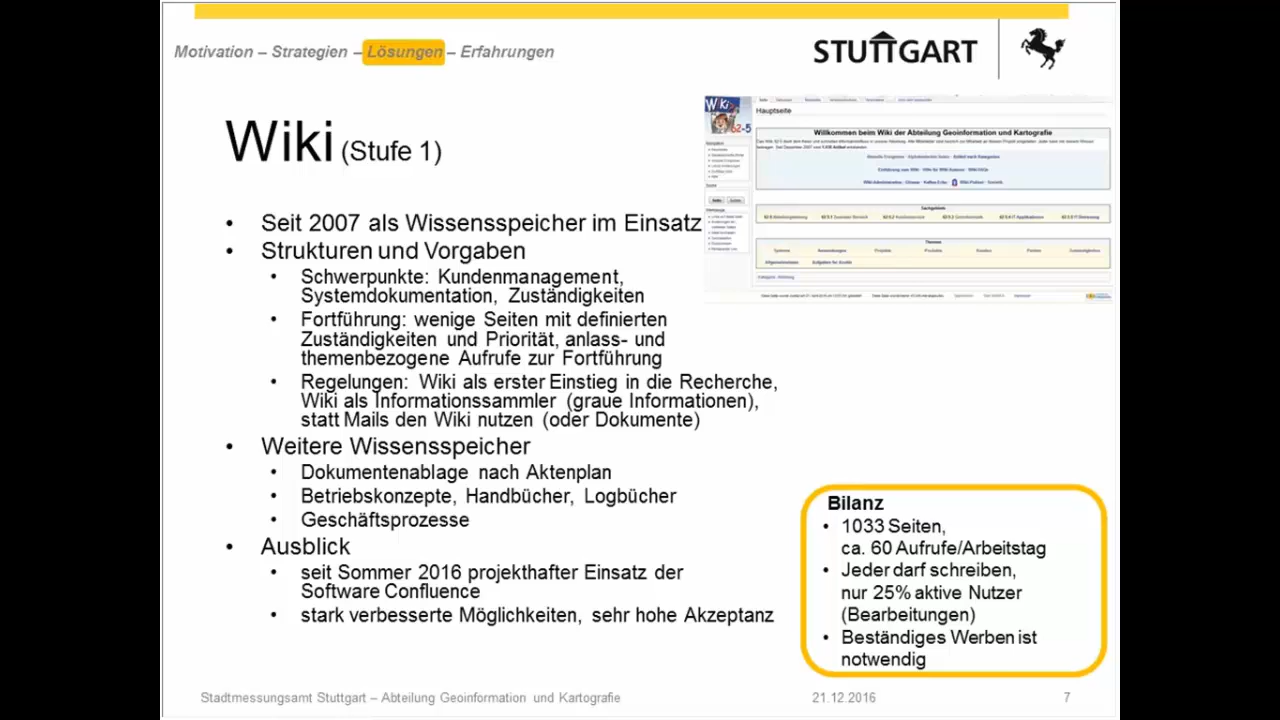 Motivation – Strategien – Lösungen – Erfahrungen
STUTTGART
Wiki (Stufe 1)
Wiki
62-5
Hauptseite
Willkommen beim Wiki der Abteilung Geoinformation und Kartografie
• Seit 2007 als Wissensspeicher im Einsatz
• Strukturen und Vorgaben
• Schwerpunkte: Kundenmanagement,
Systemdokumentation, Zuständigkeiten
• Fortführung: wenige Seiten mit definierten
Zuständigkeiten und Priorität, anlass- und
themenbezogene Aufrufe zur Fortführung
• Regelungen: Wiki als erster Einstieg in die Recherche,
Wiki als Informationssammler (graue Informationen),
statt Mails den Wiki nutzen (oder Dokumente)
• Weitere Wissensspeicher
• Dokumentenablage nach Aktenplan
• Betriebskonzepte, Handbücher, Logbücher
• Geschäftsprozesse
• Ausblick
• seit Sommer 2016 projekthafter Einsatz der
Software Confluence
• stark verbesserte Möglichkeiten, sehr hohe Akzeptanz
Bilanz
• 1033 Seiten,
ca. 60 Aufrufe/Arbeitstag
• Jeder darf schreiben,
nur 25% aktive Nutzer
(Bearbeitungen)
• Beständiges Werben ist
notwendig
Stadtmessungsamt Stuttgart – Abteilung Geoinformation und Kartografie
21.12.2016
7